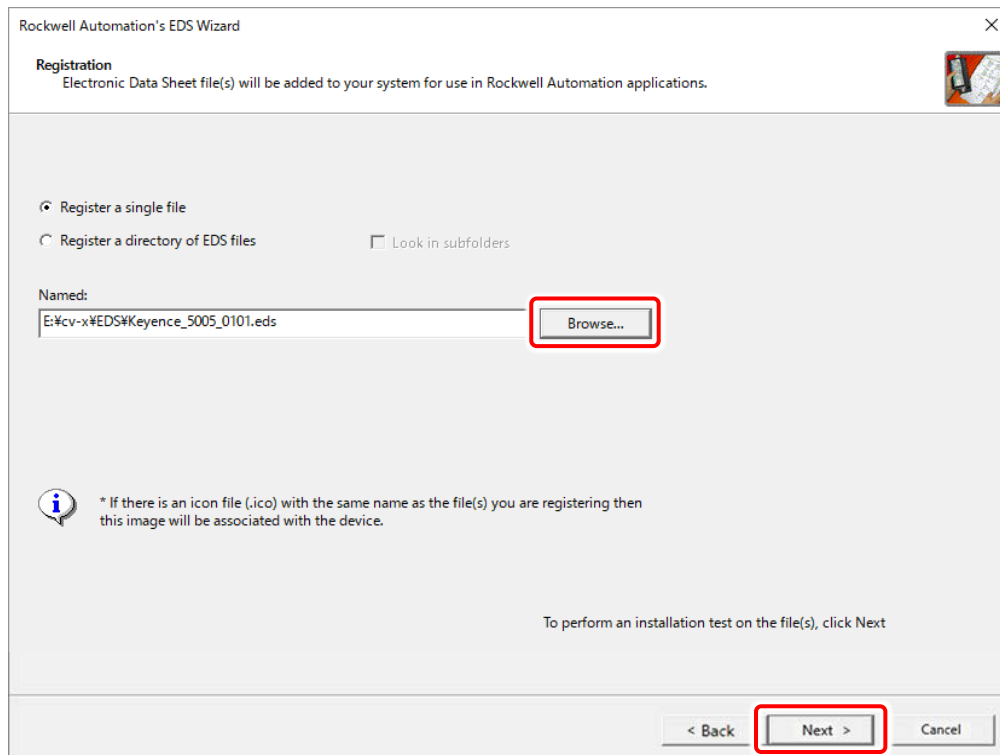 Rockwell Automation's EDS Wizard
Registration
Electronic Data Sheet file(s) will be added to your system for use in Rockwell Automation applications.
Register a single file
Register a directory of EDS files
Look in subfolders
Named:
E:¥cv-x¥EDS¥Keyence_5005_0101.eds
Browse...
* If there is an icon file (.ico) with the same name as the file(s) you are registering then
this image will be associated with the device.
To perform an installation test on the file(s), click Next
< Back
Next >
Cancel